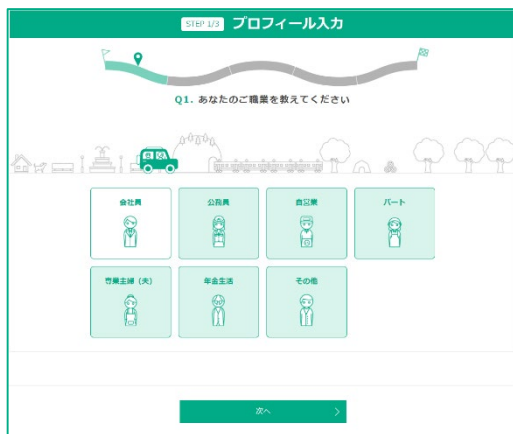 STEP 1/3 プロフィール入力
Q1. あなたのご職業を教えてください
会社員 公務員 自営業 パート
専業主婦（夫） 年金生活 その他
次へ